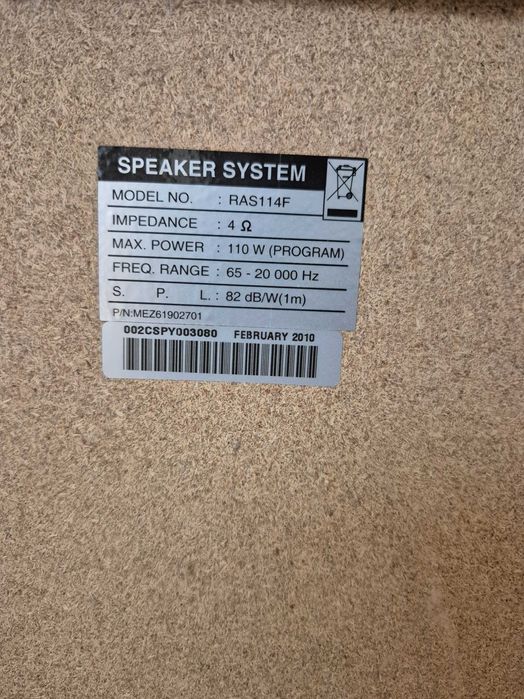 SPEAKER SYSTEM
MODEL NO. : RAS114F
IMPEDANCE : 4 Ω
MAX. POWER : 110 W (PROGRAM)
FREQ. RANGE : 65 - 20 000 Hz
S. P. L. : 82 dB/W(1m)
P/N:MEZ61902701
002CSPY003080 FEBRUARY 2010